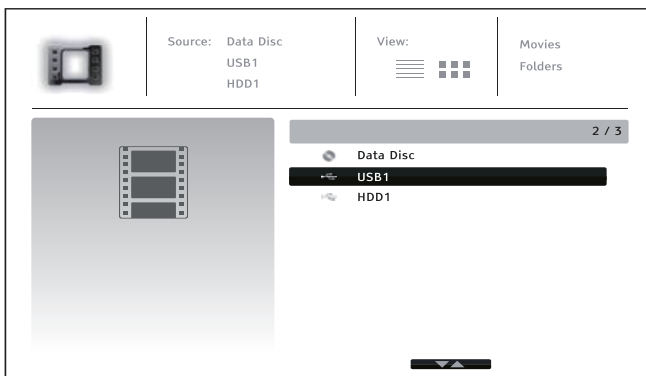 Source: Data Disc
USB1
HDD1
View:
Movies
Folders
2 / 3
Data Disc
USB1
HDD1